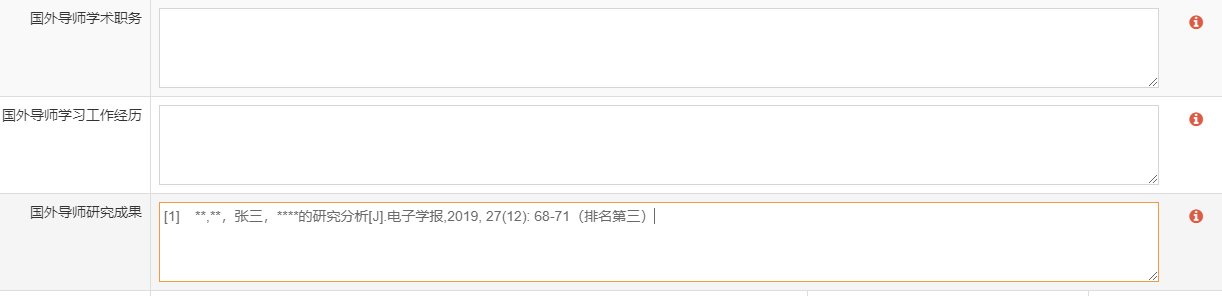 国外导师学术职务
国外导师学习工作经历
国外导师研究成果
[1]    **,**，张三，****的研究分析[J].电子学报,2019, 27(12): 68-71（排名第三）